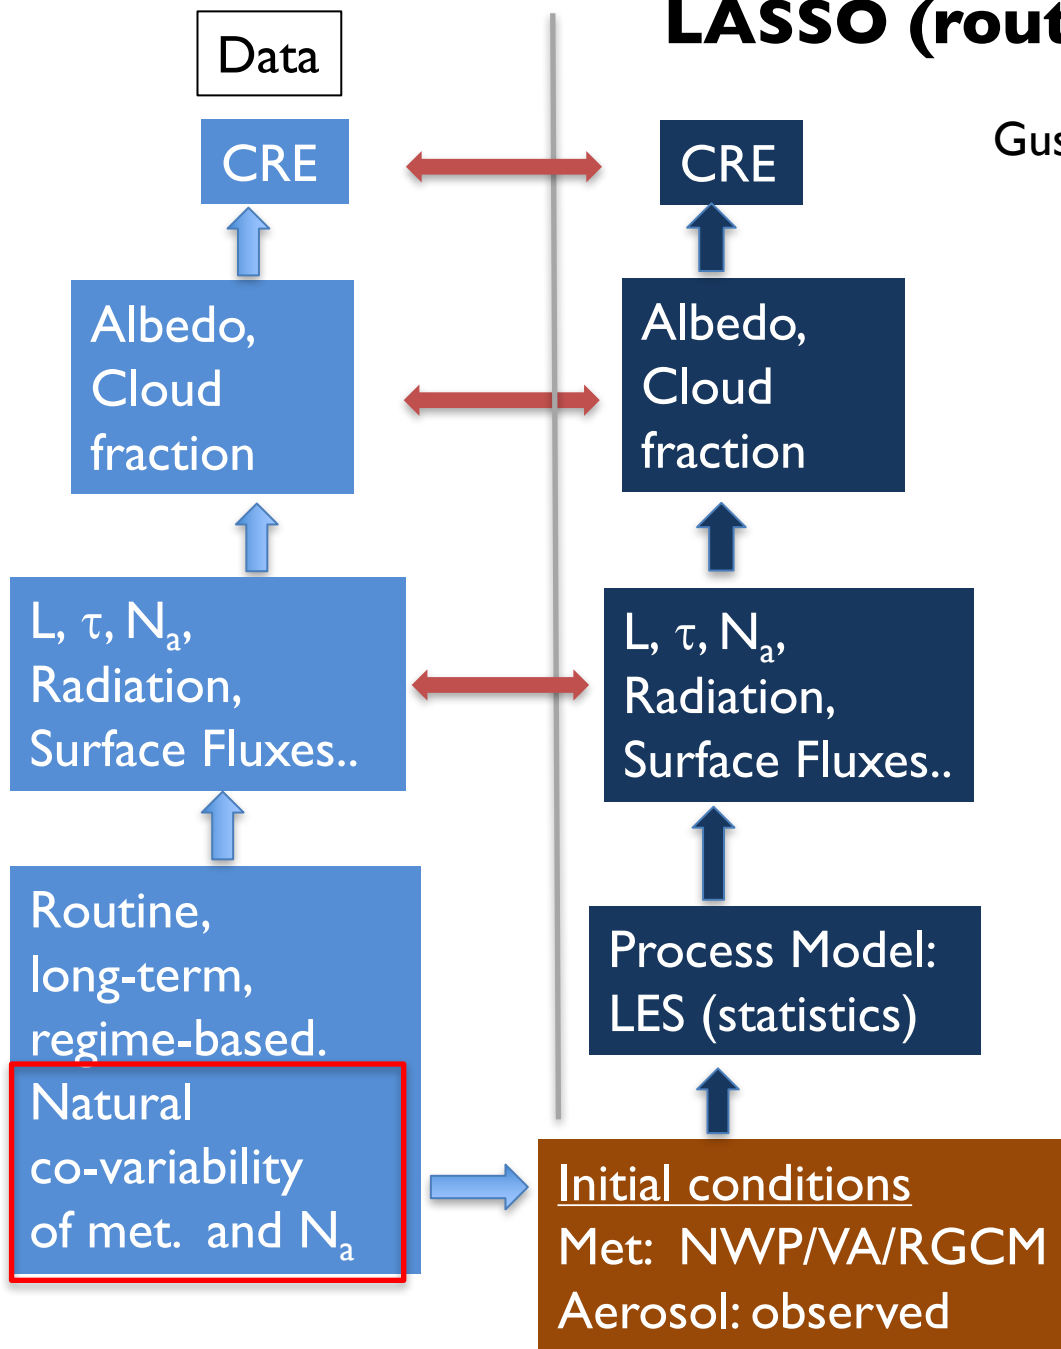 LASSO (rout
Data
Gus
CRE
CRE
Albedo,
Cloud
fraction
Albedo,
Cloud
fraction
L, τ, Nₐ,
Radiation,
Surface Fluxes..
L, τ, Nₐ,
Radiation,
Surface Fluxes..
Routine,
long-term,
regime-based.
Natural
co-variability
of met. and Nₐ
Process Model:
LES (statistics)
Initial conditions
Met: NWP/VA/RGCM
Aerosol: observed